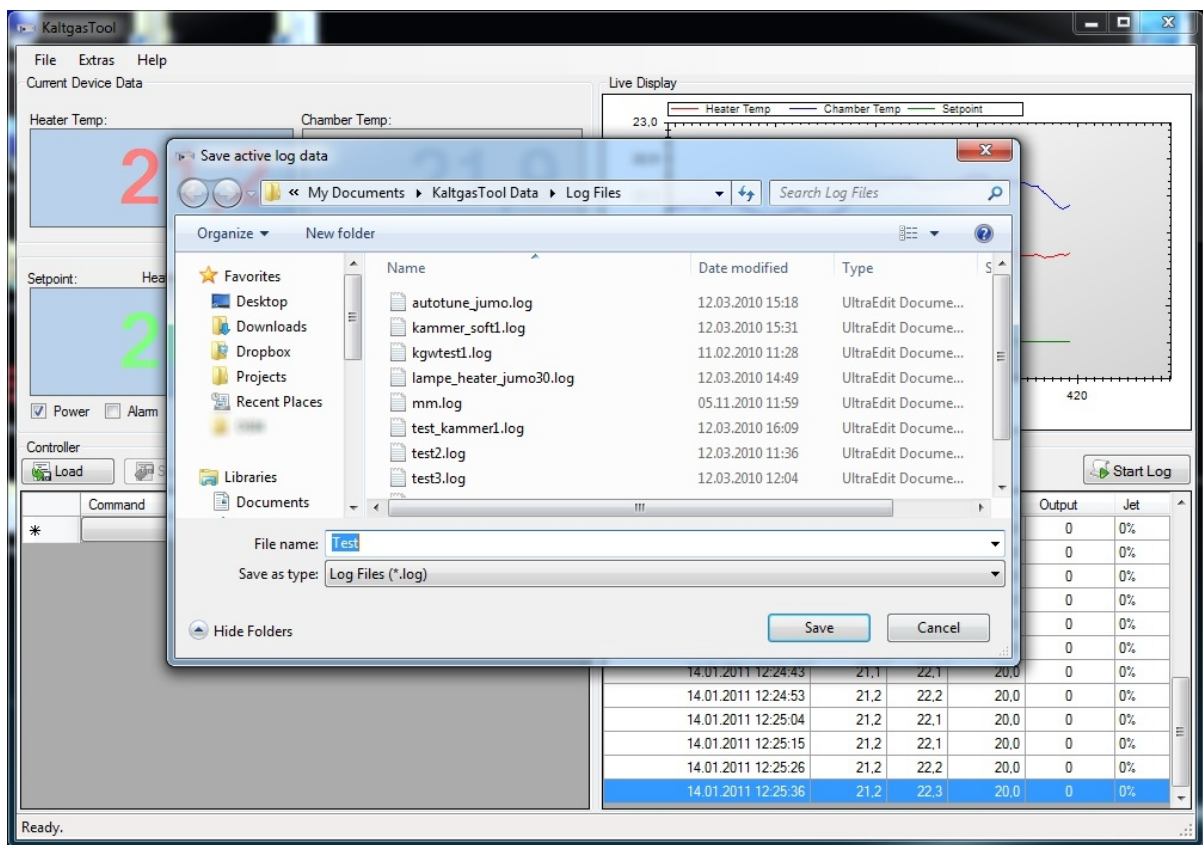 KaltgasTool
File Extras Help
Current Device Data
Heater Temp:
Chamber Temp:
21,9
Live Display
Heater Temp Chamber Temp Setpoint
23,0
420
Setpoint:
Power Alarm
Controller
Load
Start Log
Command
Output Jet
*
Save active log data
« My Documents KaltgasTool Data Log Files
Search Log Files
Organize New folder
Favorites
Desktop
Downloads
Dropbox
Projects
Recent Places
Libraries
Documents
Name Date modified Type S
autotune_jumo.log 12.03.2010 15:18 UltraEdit Docume...
kammer_soft1.log 12.03.2010 15:31 UltraEdit Docume...
kgwtest1.log 11.02.2010 11:28 UltraEdit Docume...
lampe_heater_jumo30.log 12.03.2010 14:49 UltraEdit Docume...
mm.log 05.11.2010 11:59 UltraEdit Docume...
test_kammer1.log 12.03.2010 16:09 UltraEdit Docume...
test2.log 12.03.2010 11:36 UltraEdit Docume...
test3.log 12.03.2010 12:04 UltraEdit Docume...
File name: Test
Save as type: Log Files (*.log)
Hide Folders
Save Cancel
0 0%
0 0%
0 0%
0 0%
0 0%
0 0%
14.01.2011 12:24:43 21,1 22,1 20,0 0 0%
14.01.2011 12:24:53 21,2 22,2 20,0 0 0%
14.01.2011 12:25:04 21,2 22,1 20,0 0 0%
14.01.2011 12:25:15 21,2 22,1 20,0 0 0%
14.01.2011 12:25:26 21,2 22,2 20,0 0 0%
14.01.2011 12:25:36 21,2 22,3 20,0 0 0%
Ready.